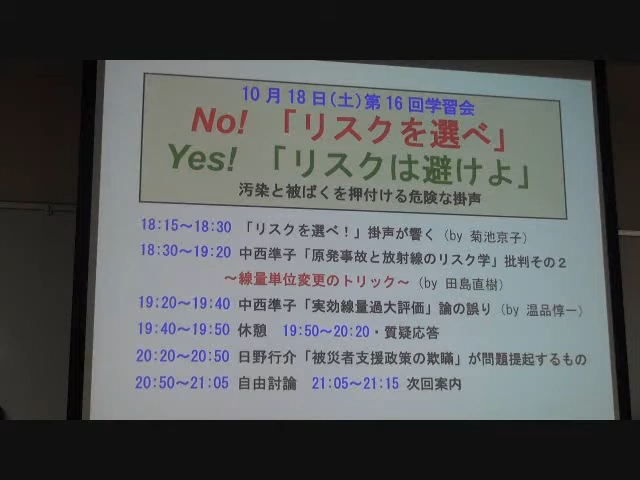 10月18日(土)第16回学習会
No! 「リスクを選べ」
Yes! 「リスクは避けよ」
汚染と被ばくを押付ける危険な掛声
18:15～18:30 「リスクを選べ！」掛声が響く（by 菊池京子）
18:30～19:20 中西準子「原発事故と放射線のリスク学」批判その２
～線量単位変更のトリック～（by 田島直樹）
19:20～19:40 中西準子「実効線量過大評価」論の誤り（by 温品惇一）
19:40～19:50 休憩 19:50～20:20・質疑応答
20:20～20:50 日野行介「被災者支援政策の欺瞞」が問題提起するもの
20:50～21:05 自由討論 21:05～21:15 次回案内